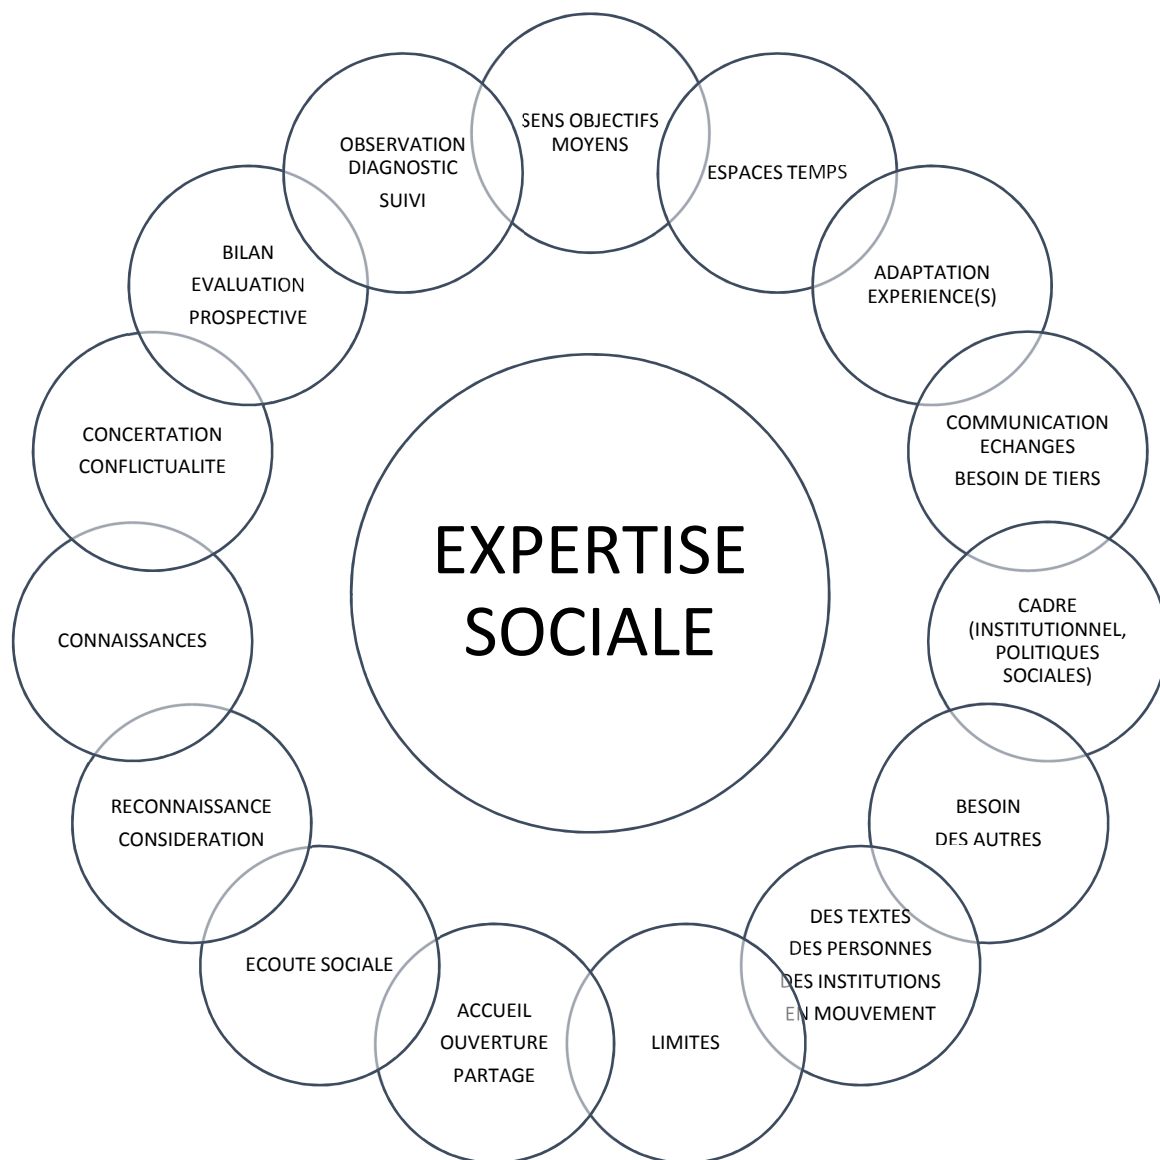 SENS OBJECTIFS
MOYENS
ESPACES TEMPS
ADAPTATION
EXPERIENCE(S)
COMMUNICATION
ECHANGES
BESOIN DE TIERS
CADRE
(INSTITUTIONNEL,
POLITIQUES
SOCIALES)
BESOIN
DES AUTRES
DES TEXTES
DES PERSONNES
DES INSTITUTIONS
EN MOUVEMENT
LIMITES
ACCUEIL
OUVERTURE
PARTAGE
ECOUTE SOCIALE
RECONNAISSANCE
CONSIDERATION
CONNAISSANCES
CONCERTATION
CONFLICTUALITE
BILAN
EVALUATION
PROSPECTIVE
OBSERVATION
DIAGNOSTIC
SUIVI
EXPERTISE
SOCIALE